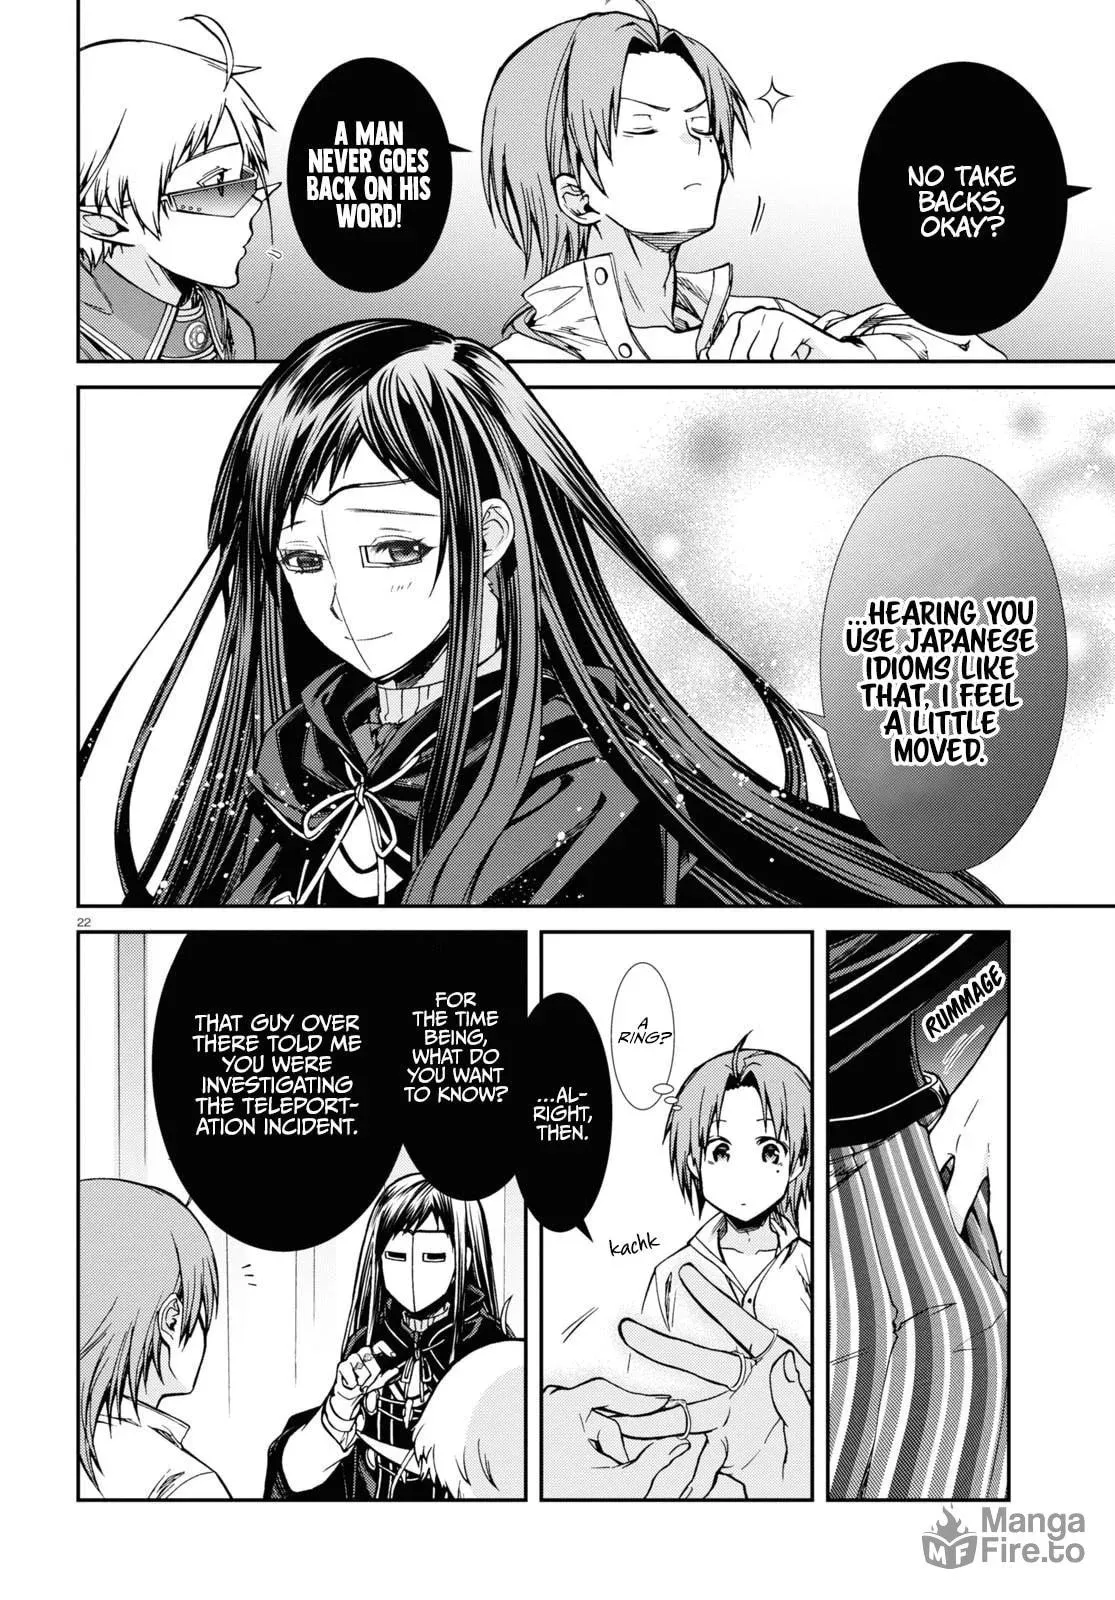 NO TAKE
BACKS,
OKAY?
A MAN
NEVER GOES
BACK ON HIS
WORD!
...HEARING YOU
USE JAPANESE
IDIOMS LIKE
THAT, I FEEL
A LITTLE
MOVED.
22
RUMMAGE
A
RING?
kachk
...AL-
RIGHT,
THEN.
FOR
THE TIME
BEING,
WHAT DO
YOU WANT
TO KNOW?
THAT GUY OVER
THERE TOLD ME
YOU WERE
INVESTIGATING
THE TELEPORT-
ATION INCIDENT.
MF
Manga
Fire.to